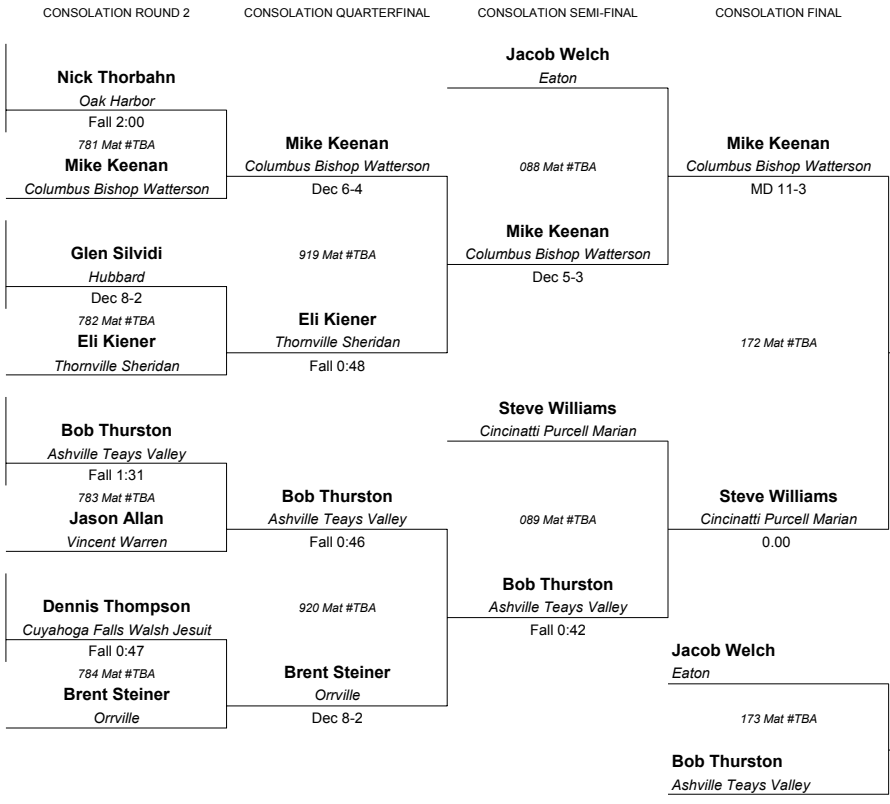 CONSOLATION ROUND 2
CONSOLATION QUARTERFINAL
CONSOLATION SEMI-FINAL
CONSOLATION FINAL
Nick Thorbahn
Oak Harbor
Fall 2:00
781 Mat #TBA
Mike Keenan
Columbus Bishop Watterson
Glen Silvidi
Hubbard
Dec 8-2
782 Mat #TBA
Eli Kiener
Thornville Sheridan
Bob Thurston
Ashville Teays Valley
Fall 1:31
783 Mat #TBA
Jason Allan
Vincent Warren
Dennis Thompson
Cuyahoga Falls Walsh Jesuit
Fall 0:47
784 Mat #TBA
Brent Steiner
Orrville
Mike Keenan
Columbus Bishop Watterson
Dec 6-4
919 Mat #TBA
Eli Kiener
Thornville Sheridan
Fall 0:48
Bob Thurston
Ashville Teays Valley
Fall 0:46
920 Mat #TBA
Brent Steiner
Orrville
Dec 8-2
Jacob Welch
Eaton
088 Mat #TBA
Mike Keenan
Columbus Bishop Watterson
Dec 5-3
Steve Williams
Cincinatti Purcell Marian
089 Mat #TBA
Bob Thurston
Ashville Teays Valley
Fall 0:42
Mike Keenan
Columbus Bishop Watterson
MD 11-3
172 Mat #TBA
Steve Williams
Cincinatti Purcell Marian
0.00
Jacob Welch
Eaton
173 Mat #TBA
Bob Thurston
Ashville Teays Valley